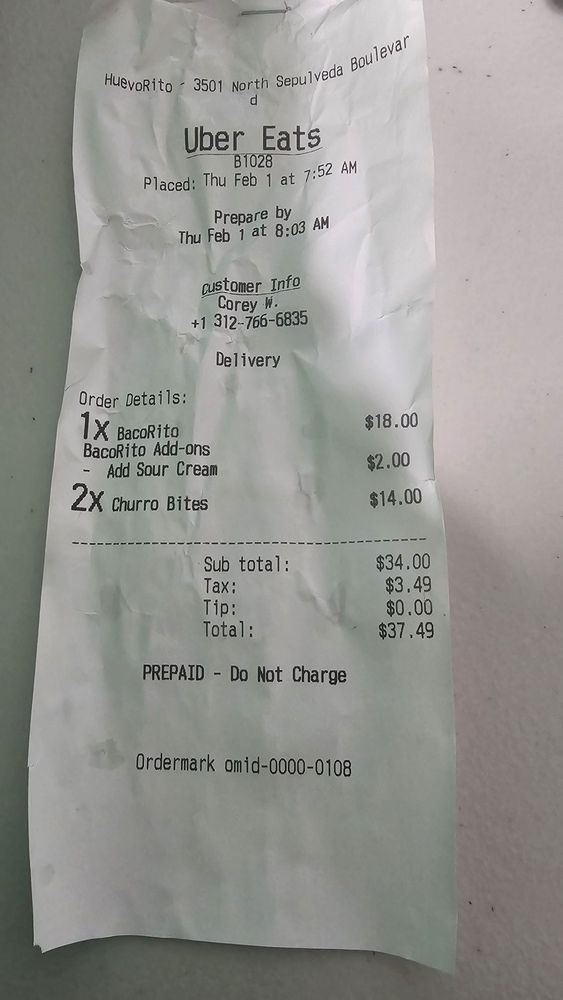 HuevoRito - 3501 North Sepulveda Boulevar
d
Uber Eats
B1028
Placed: Thu Feb 1 at 7:52 AM
Prepare by
Thu Feb 1 at 8:03 AM
Customer Info
Corey W.
+1 312-766-6835
Delivery
Order Details:
1x BacoRito $18.00
BacoRito Add-ons
- Add Sour Cream $2.00
2x Churro Bites $14.00
Sub total: $34.00
Tax: $3.49
Tip: $0.00
Total: $37.49
PREPAID - Do Not Charge
Ordermark omid-0000-0108